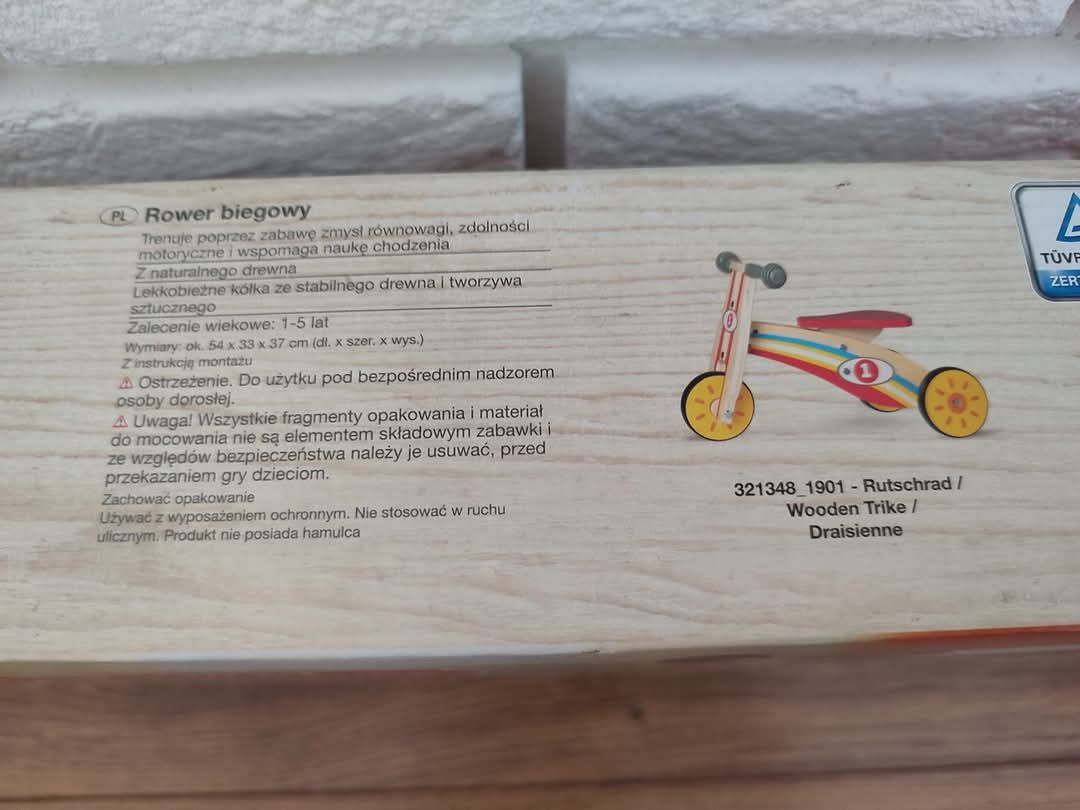 PL Rower biegowy
Trenuje poprzez zabawę zmysł równowagi, zdolności
motoryczne i wspomaga naukę chodzenia
Z naturalnego drewna
Lekkobieżne kółka ze stabilnego drewna i tworzywa
sztucznego
Zalecenie wiekowe: 1-5 lat
Wymiary: ok. 54 x 33 x 37 cm (dł. x szer. x wys.)
Z instrukcją montażu
Ostrzeżenie. Do użytku pod bezpośrednim nadzorem
osoby dorosłej.
Uwaga! Wszystkie fragmenty opakowania i materiał
do mocowania nie są elementem składowym zabawki i
ze względów bezpieczeństwa należy je usuwać, przed
przekazaniem gry dzieciom.
Zachować opakowanie
Używać z wyposażeniem ochronnym. Nie stosować w ruchu
ulicznym. Produkt nie posiada hamulca
1
321348_1901 - Rutschrad /
Wooden Trike /
Draisienne
TÜV
ZER